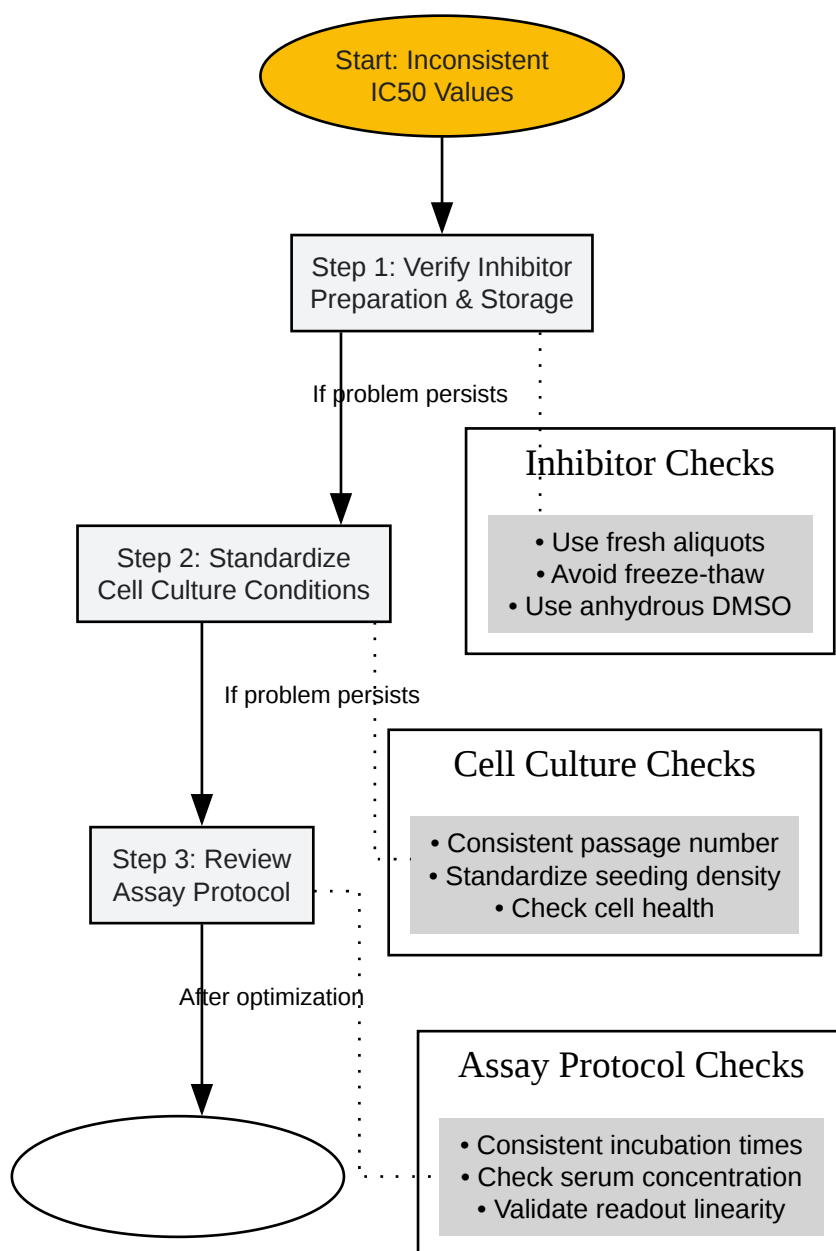 Start: Inconsistent
IC50 Values
Step 1: Verify Inhibitor
Preparation & Storage
If problem persists
Inhibitor Checks
• Use fresh aliquots
• Avoid freeze-thaw
• Use anhydrous DMSO
Step 2: Standardize
Cell Culture Conditions
If problem persists
Cell Culture Checks
• Consistent passage number
• Standardize seeding density
• Check cell health
Step 3: Review
Assay Protocol
After optimization
Assay Protocol Checks
• Consistent incubation times
• Check serum concentration
• Validate readout linearity